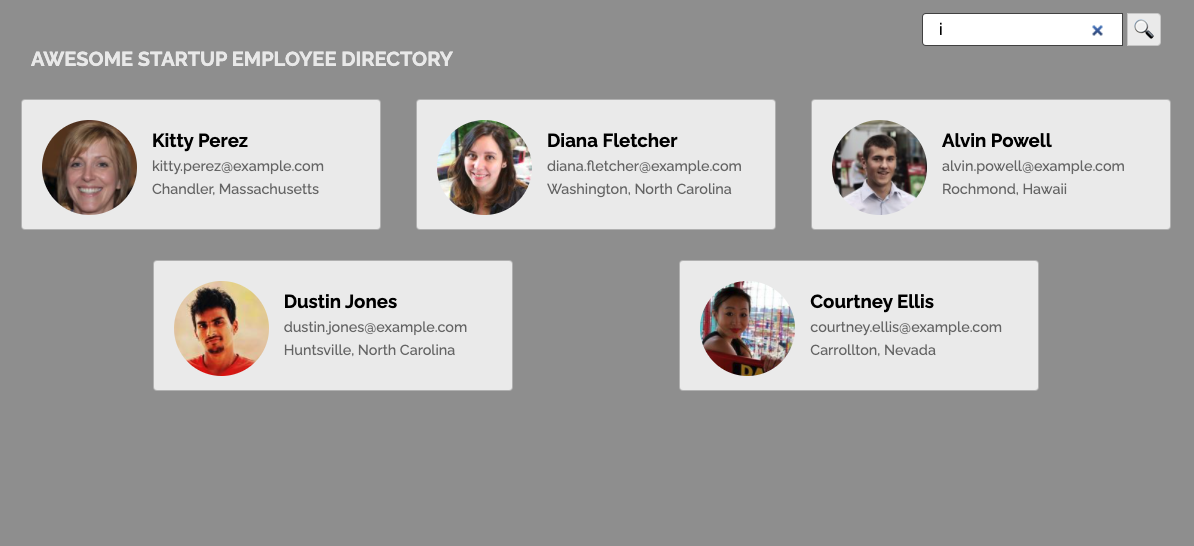 i
AWESOME STARTUP EMPLOYEE DIRECTORY
Kitty Perez
kitty.perez@example.com
Chandler, Massachusetts
Diana Fletcher
diana.fletcher@example.com
Washington, North Carolina
Alvin Powell
alvin.powell@example.com
Rochmond, Hawaii
Dustin Jones
dustin.jones@example.com
Huntsville, North Carolina
Courtney Ellis
courtney.ellis@example.com
Carrollton, Nevada